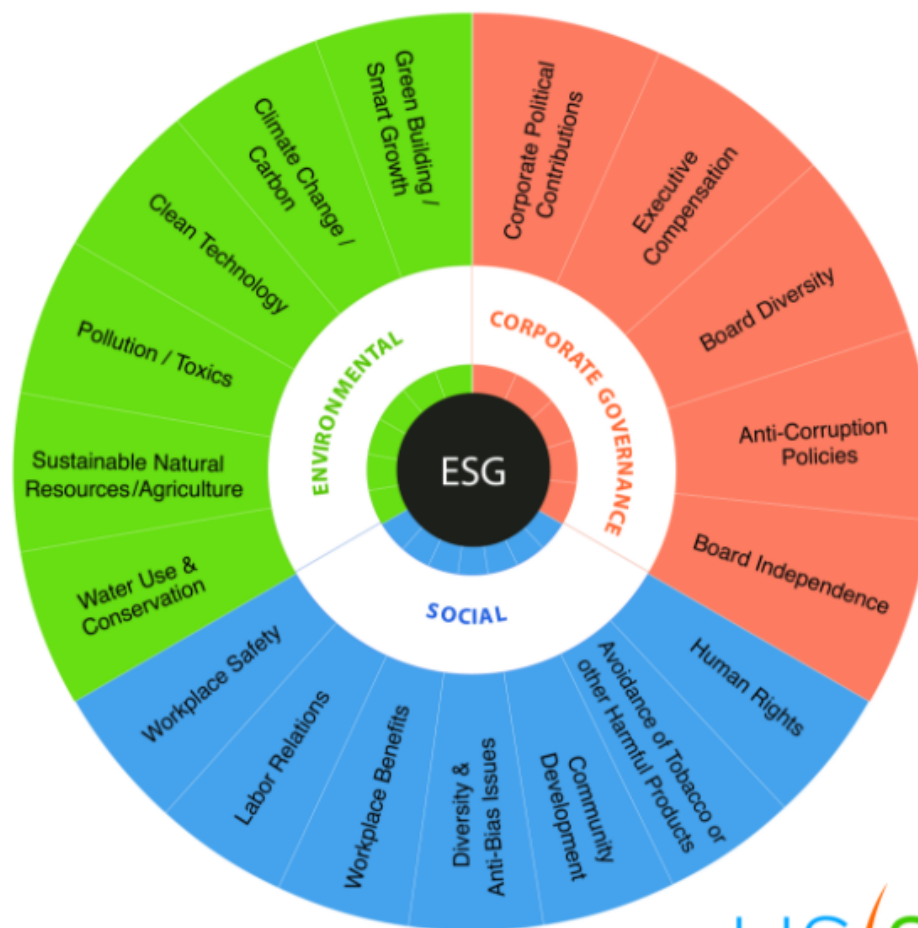 Green Building /
Smart Growth
Climate Change /
Carbon
Clean Technology
Pollution / Toxics
Sustainable Natural
Resources/Agriculture
Water Use &
Conservation
Corporate Political
Contributions
Executive
Compensation
Board Diversity
Anti-Corruption
Policies
Board Independence
ENVIRONMENTAL
CORPORATE GOVERNANCE
ESG
SOCIAL
Workplace Safety
Labor Relations
Workplace Benefits
Diversity &
Anti-Bias Issues
Community
Development
Avoidance of Tobacco or
other Harmful Products
Human Rights